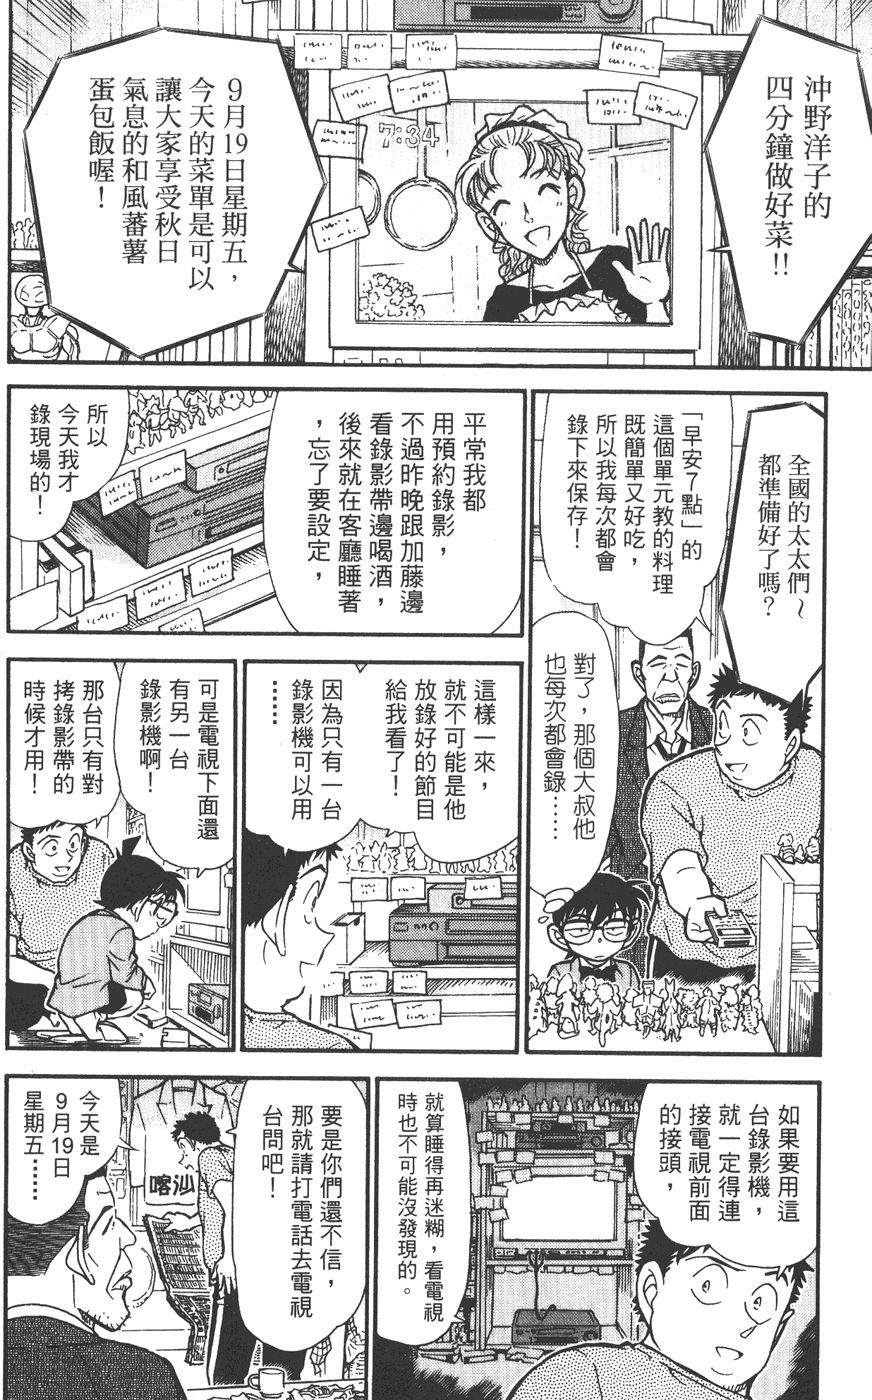 沖野洋子的
四分鐘做好菜!!
7:34
9月19日星期五，
今天的菜單是可以
讓大家享受秋日
氣息的和風蕃薯
蛋包飯喔！
全國的太太們～
都準備好了嗎？
「早安7點」的
這個單元教的料理
既簡單又好吃，
所以我每次都會
錄下來保存！
對了，那個大叔他
也每次都會錄……
平常我都
用預約錄影，
不過昨晚跟加藤邊
看錄影帶邊喝酒，
後來就在客廳睡著
，忘了要設定，
所以
今天我才
錄現場的！
這樣一來，
就不可能是他
放錄好的節目
給我看了！
因為只有一台
錄影機可以用
……
可是電視下面還
有另一台
錄影機啊！
那台只有對
拷錄影帶的
時候才用！
如果要用這
台錄影機，
就一定得連
接電視前面
的接頭，
就算睡得再迷糊，看電視
時也不可能沒發現的。
要是你們還不信，
那就請打電話去電視
台問吧！
喀沙
今天是
9月19日
星期五……